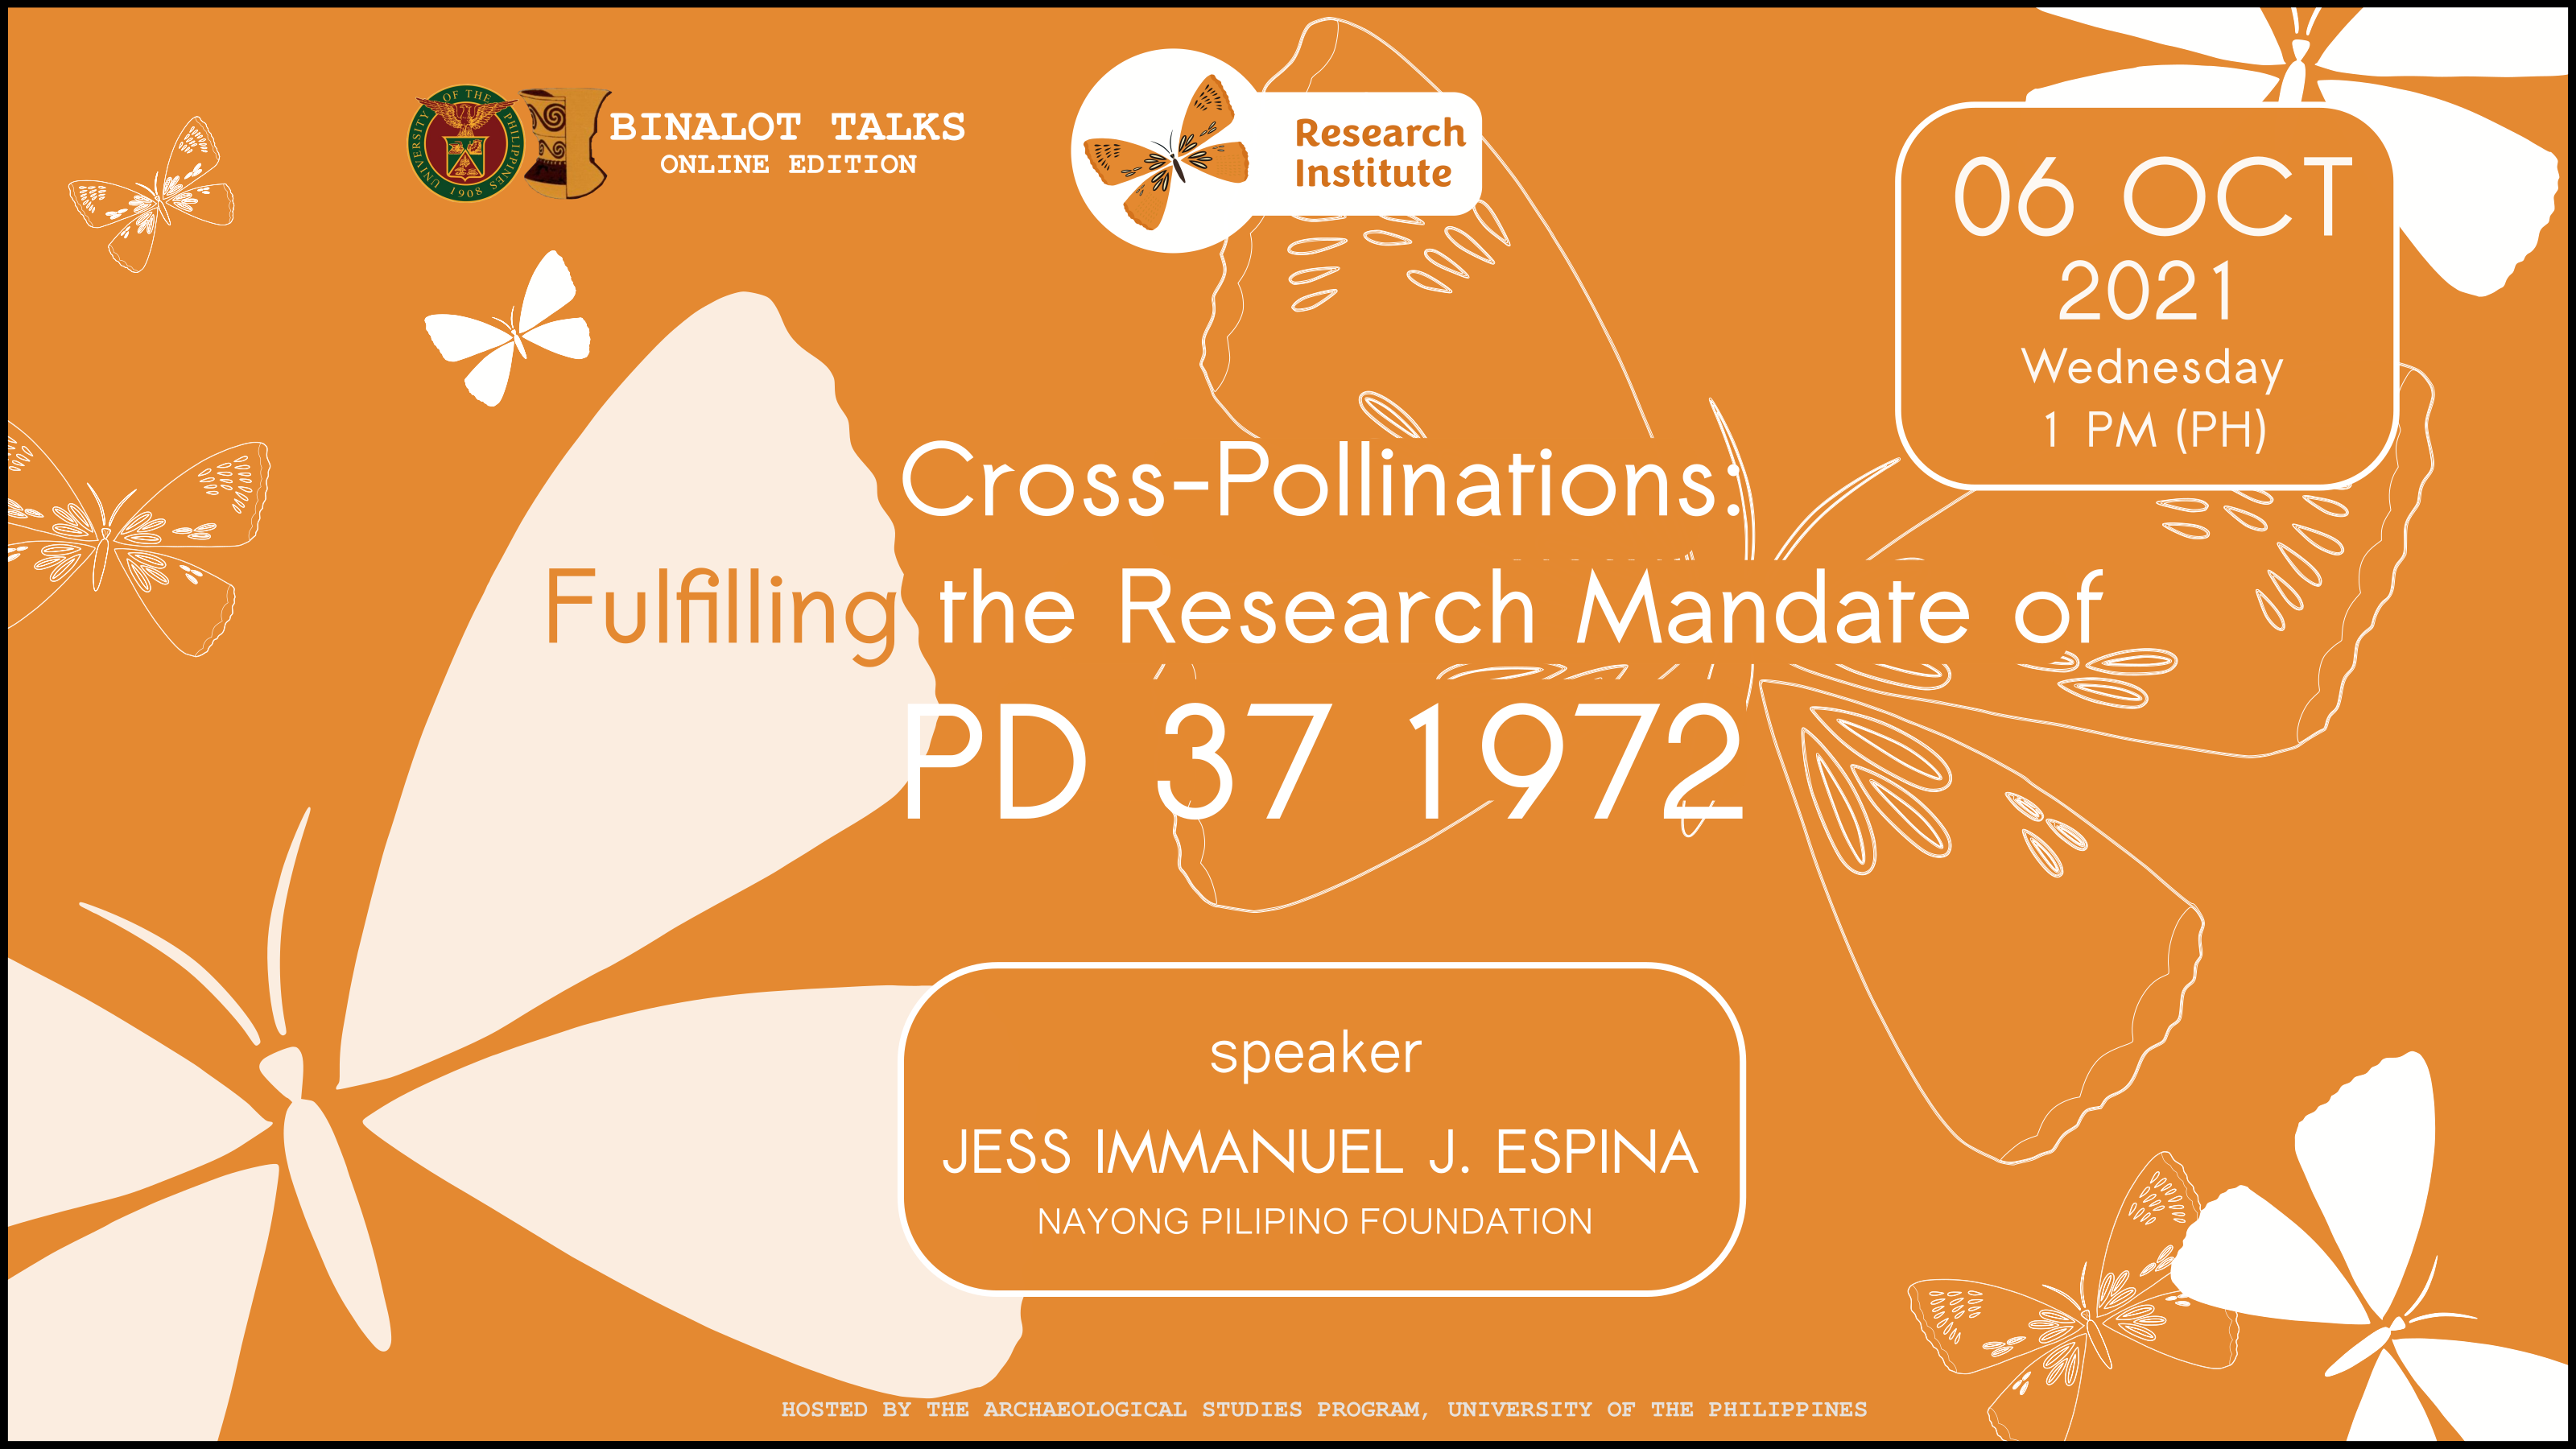 UNIVERSITY OF THE PHILIPPINES
1908
BINALOT TALKS
ONLINE EDITION
Research
Institute
06 OCT
2021
Wednesday
1 PM (PH)
Cross-Pollinations:
Fulfilling the Research Mandate of
PD 37 1972
speaker
JESS IMMANUEL J. ESPINA
NAYONG PILIPINO FOUNDATION
HOSTED BY THE ARCHAEOLOGICAL STUDIES PROGRAM, UNIVERSITY OF THE PHILIPPINES